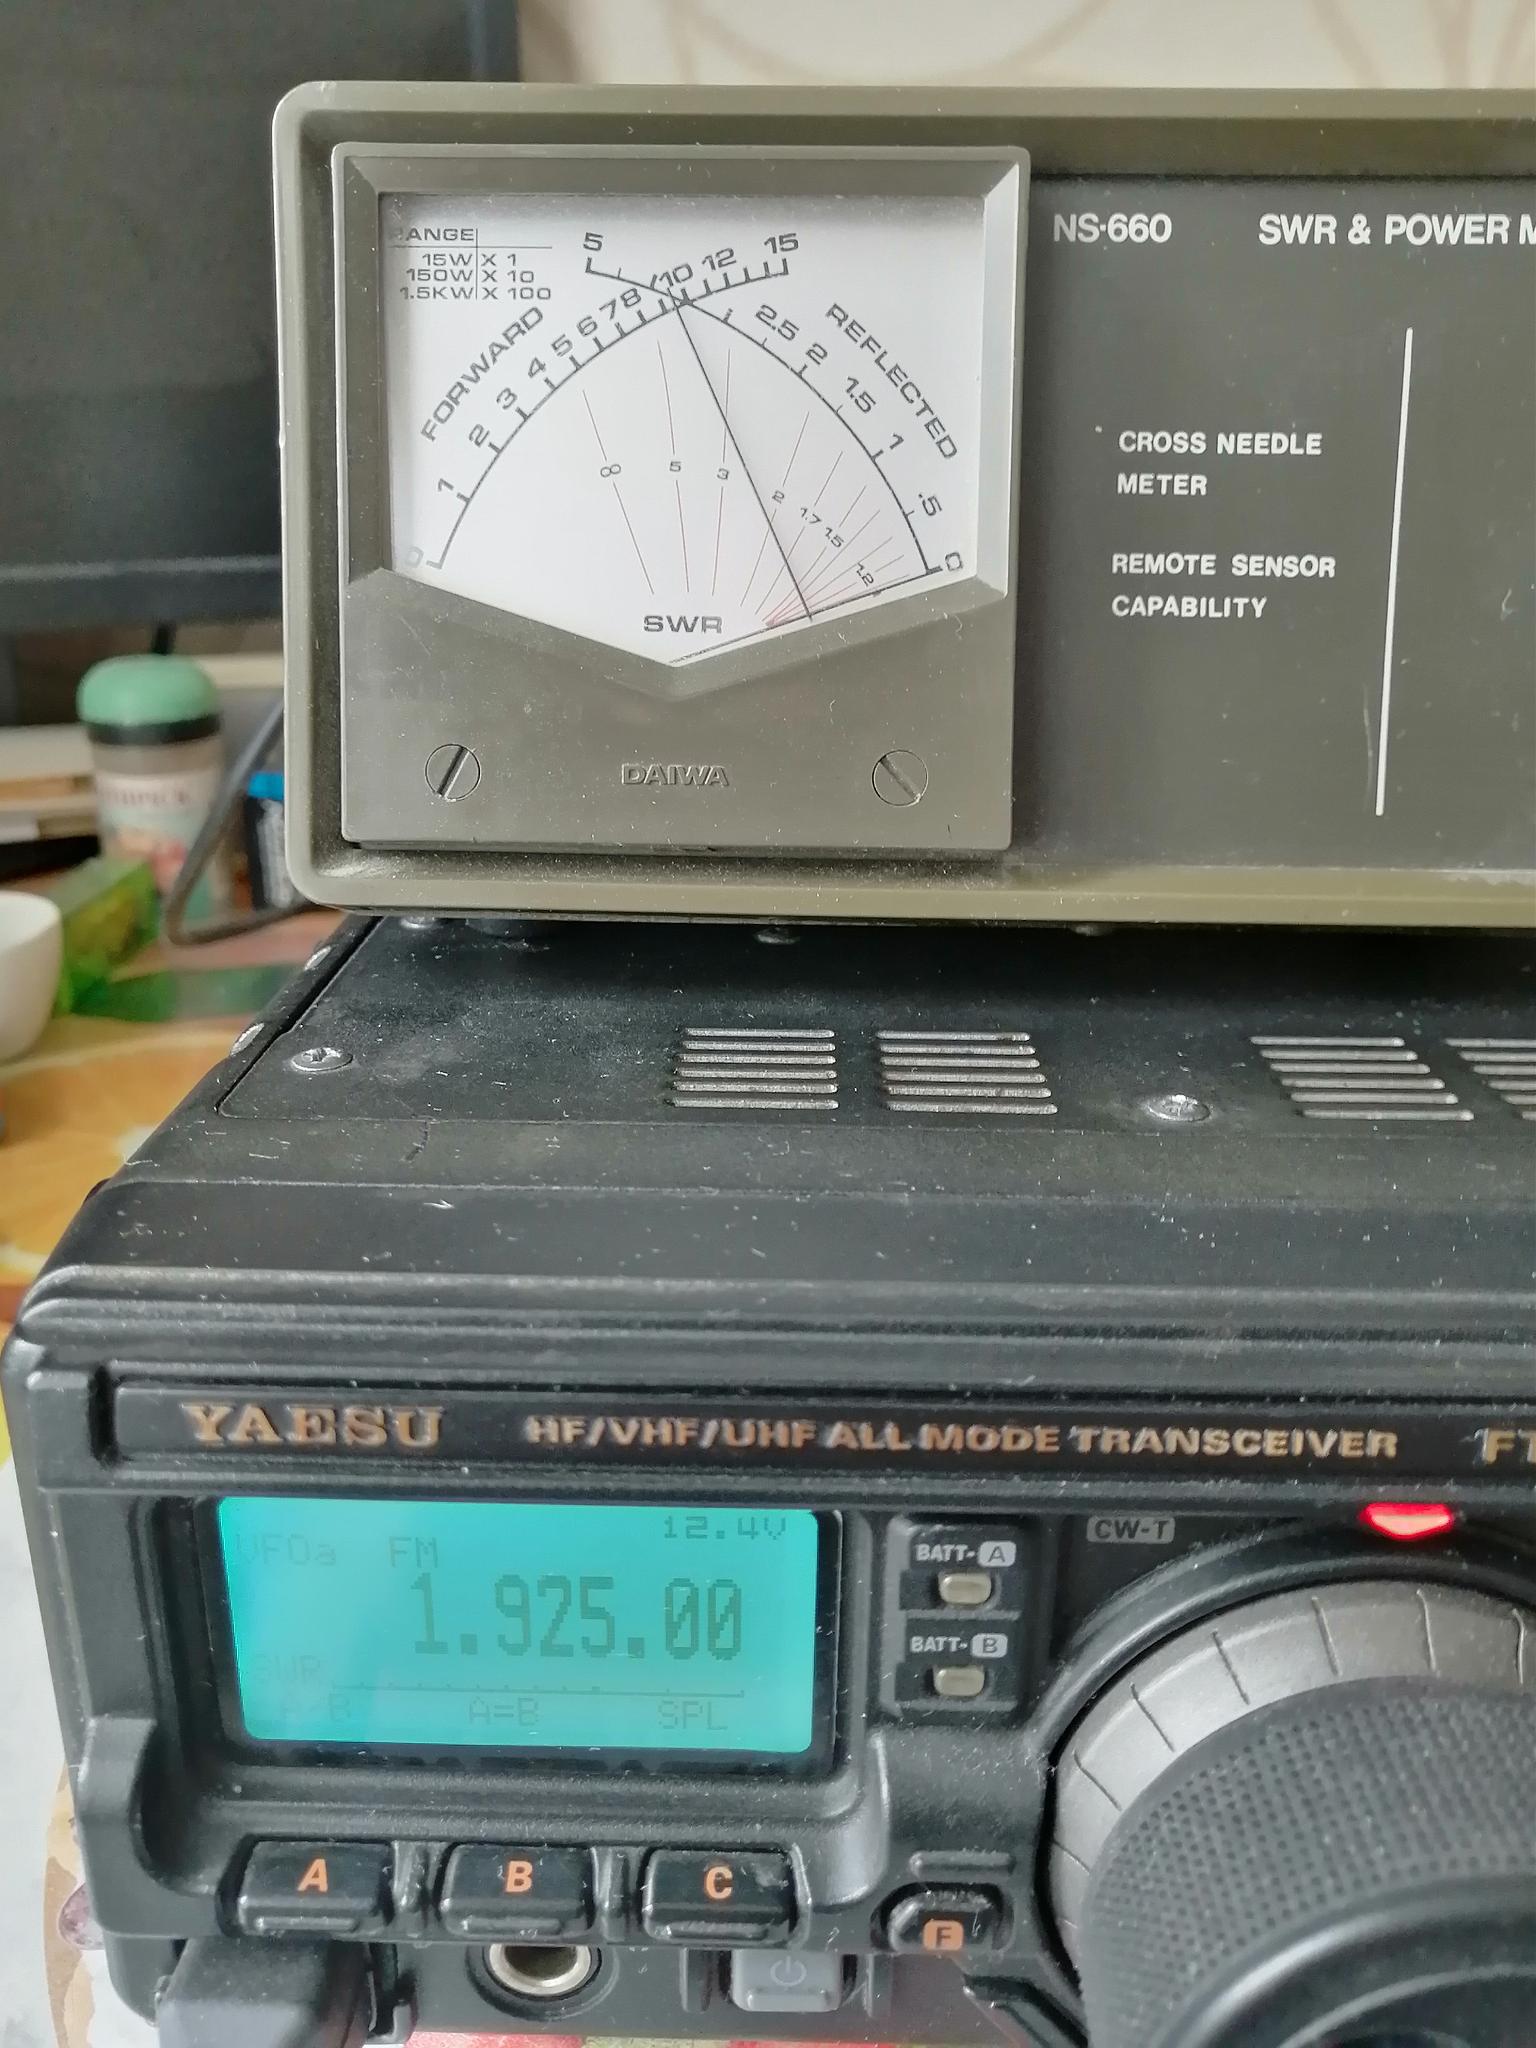 RANGE
15W X 1
150W X 10
1.5KW X 100
FORWARD
0 1 2 3 4 5 6 7 8 10 12 15
REFLECTED
5 2.5 2 1.5 1 .5 0
∞ 5 3 2 1.7 1.5 1.2
SWR
DAIWA
NS-660 SWR & POWER M
CROSS NEEDLE
METER
REMOTE SENSOR
CAPABILITY
YAESU HF/VHF/UHF ALL MODE TRANSCEIVER FT
12.4V
VFOa FM
1.925.00
SWR
A=B SPL
BATT-A
BATT-B
CW-T
A B C
F